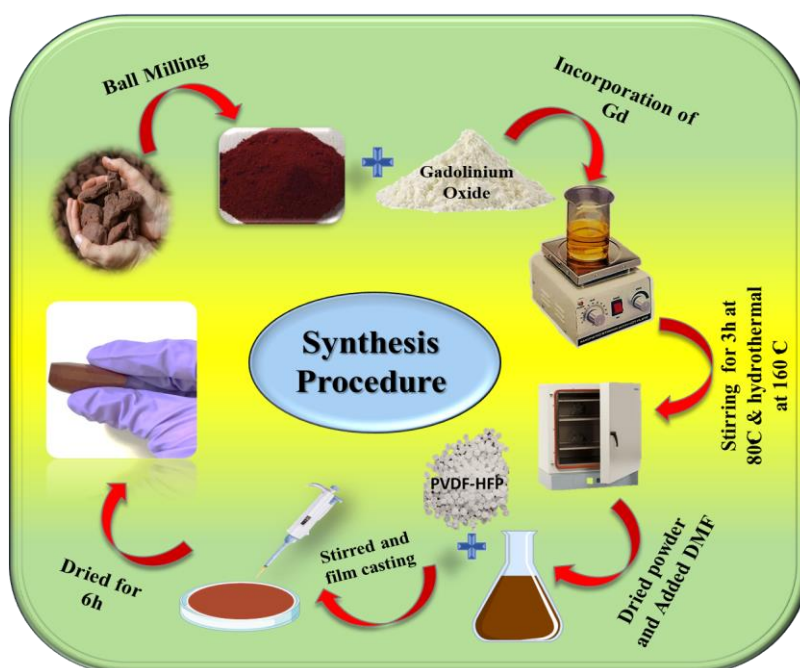 Ball Milling
Gadolinium
Oxide
Incorporation of
Gd
Stirring for 3h at
80C & hydrothermal
at 160 C
Synthesis
Procedure
PVDF-HFP
Dried powder
and Added DMF
Stirred and
film casting
Dried for
6h